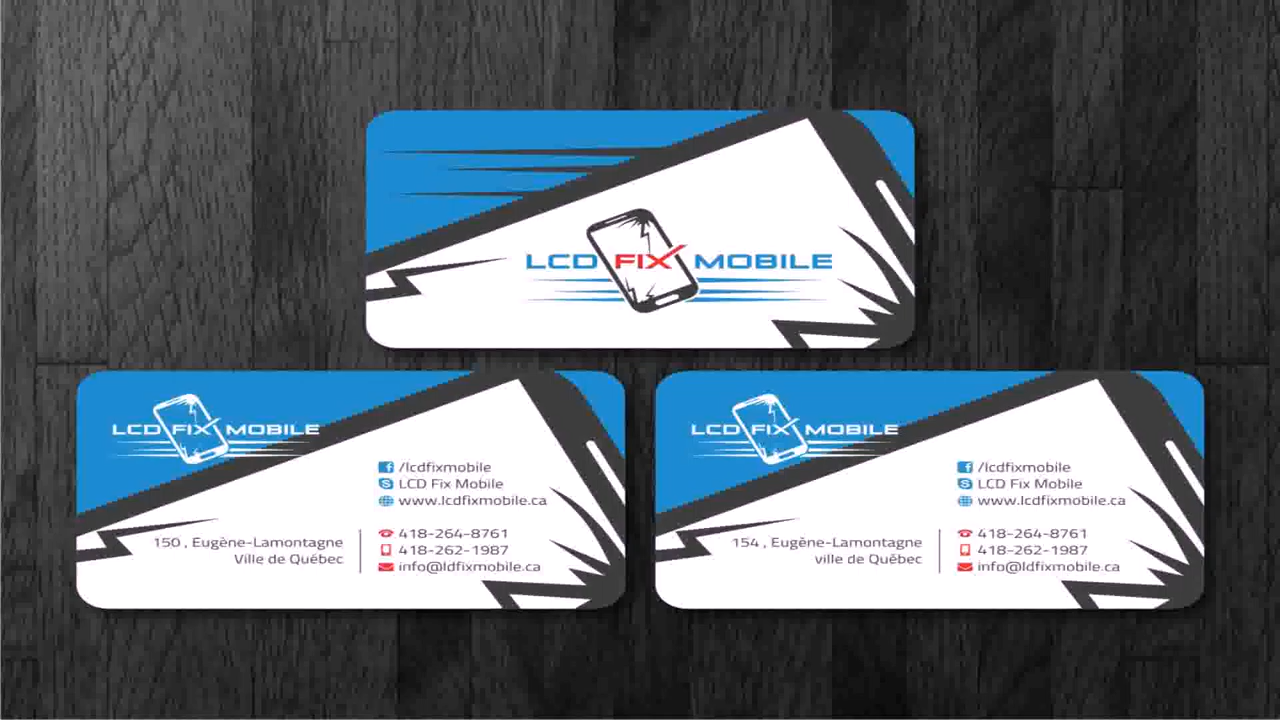 LCD FIX MOBILE
LCD FIX MOBILE
/lcdfixmobile
LCD Fix Mobile
www.lcdfixmobile.ca
150 , Eugène-Lamontagne
Ville de Québec
418-264-8761
418-262-1987
info@ldfixmobile.ca
LCD FIX MOBILE
/lcdfixmobile
LCD Fix Mobile
www.lcdfixmobile.ca
154 , Eugène-Lamontagne
ville de Québec
418-264-8761
418-262-1987
info@ldfixmobile.ca